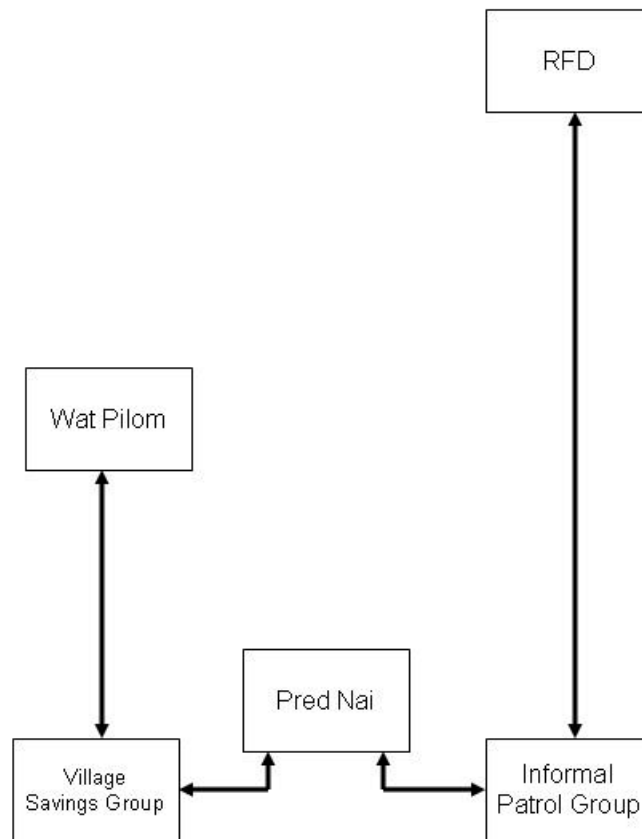 RFD
Wat Pilom
Pred Nai
Village
Savings Group
Informal
Patrol Group